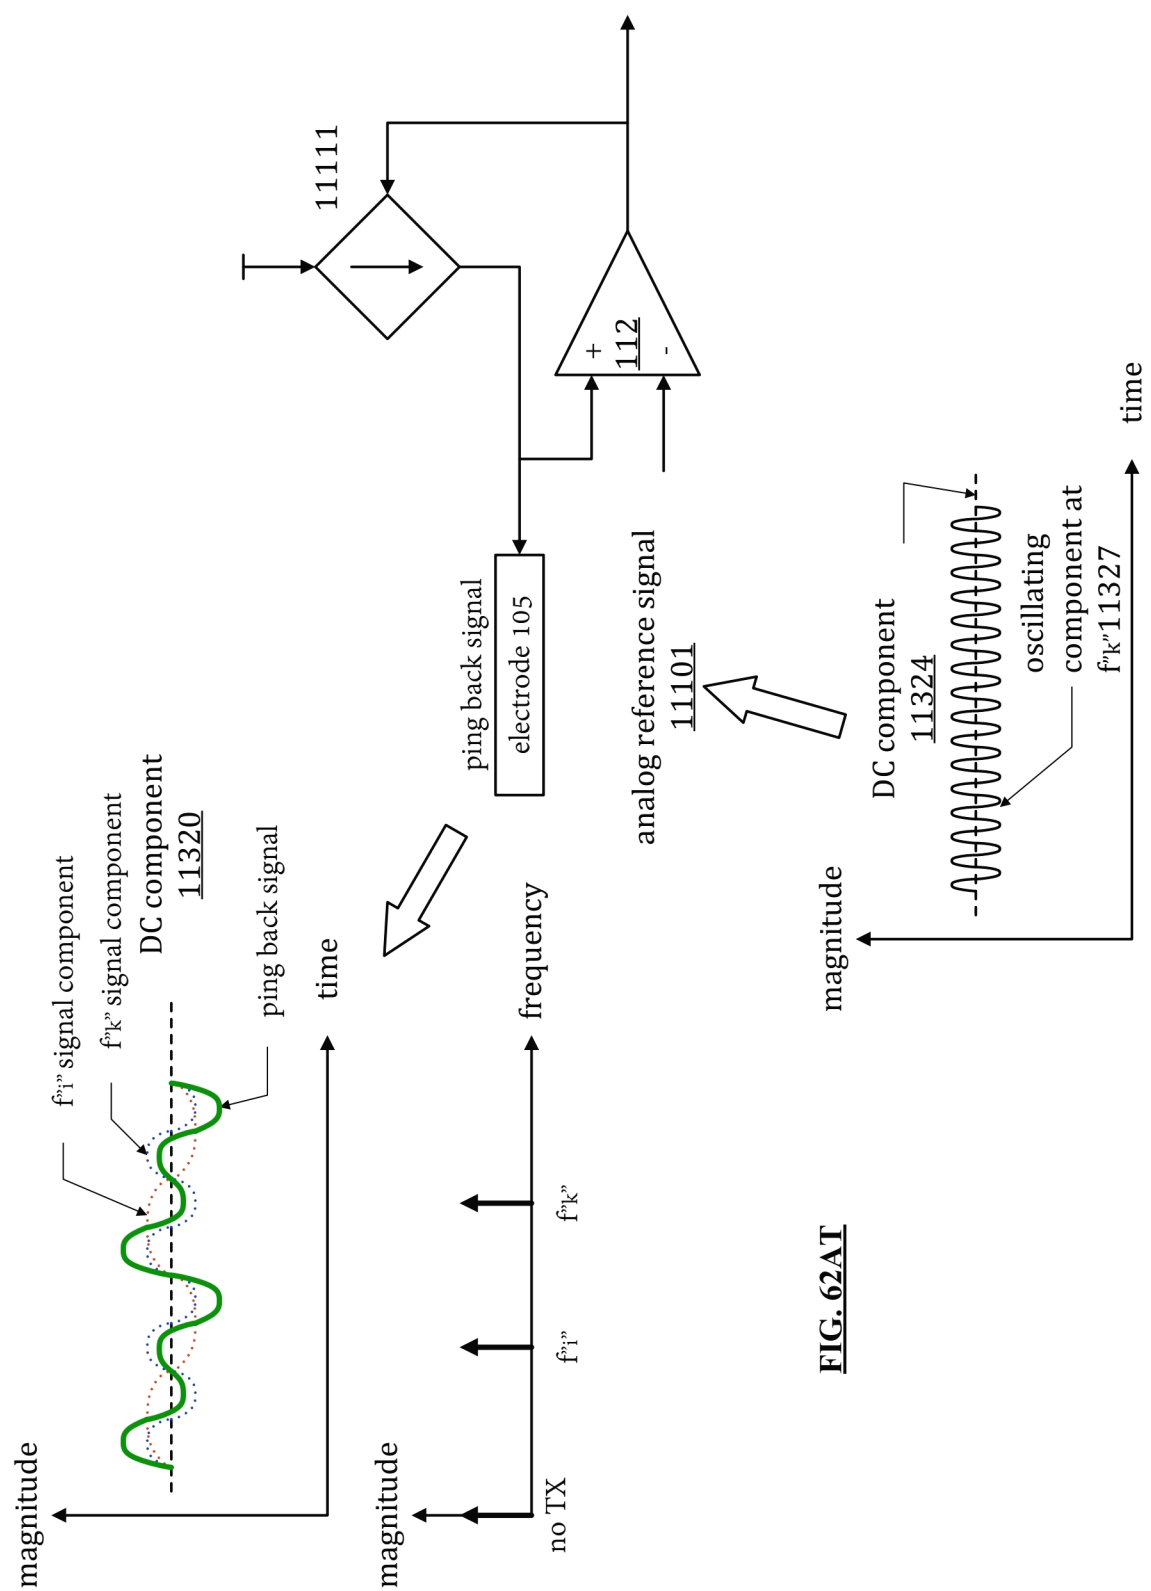 magnitude
f”i” signal component
f”k” signal component
DC component
11320
ping back signal
time
magnitude
no TX
f”i”
f”k”
frequency
ping back signal
electrode 105
11111
+
112
-
analog reference signal
11101
magnitude
DC component
11324
oscillating
component at
f”k”11327
time
FIG. 62AT